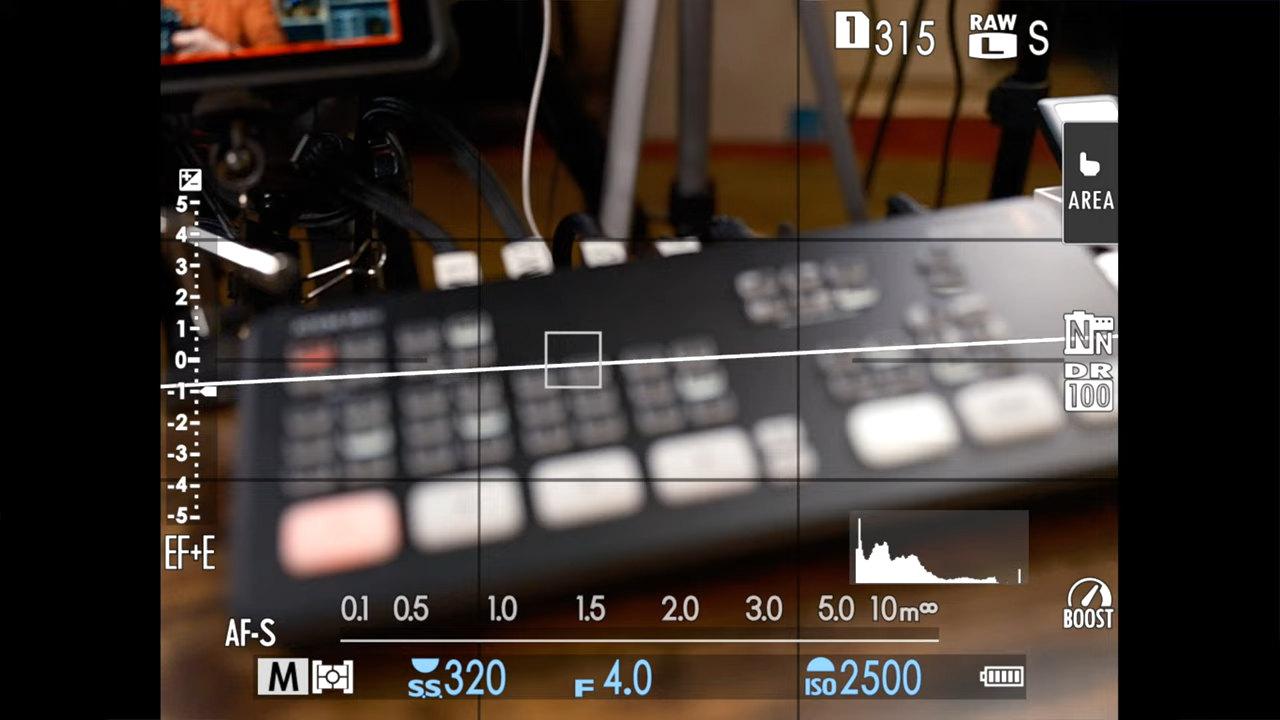 1 315 RAW L S
AREA
5
4
3
2
1
0
-1
-2
-3
-4
-5
N N
DR
100
EF+E
BOOST
0.1 0.5 1.0 1.5 2.0 3.0 5.0 10m∞
AF-S
M S.S. 320 F 4.0 ISO 2500